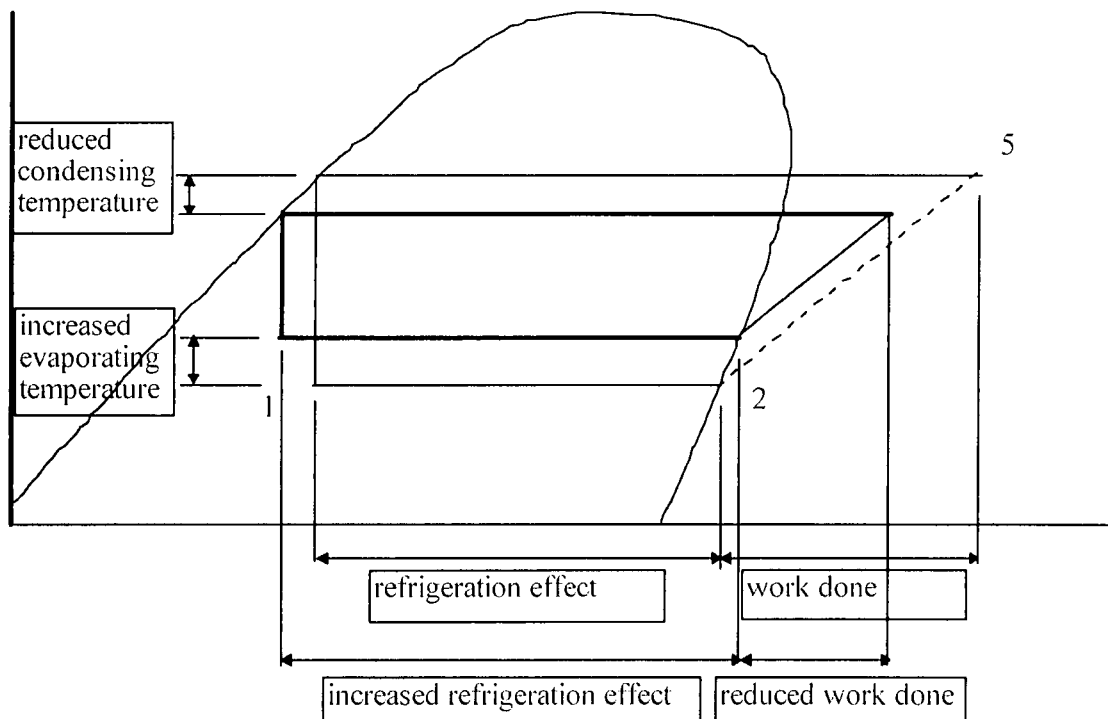 reduced
condensing
temperature
5
increased
evaporating
temperature
1
2
refrigeration effect
work done
increased refrigeration effect
reduced work done